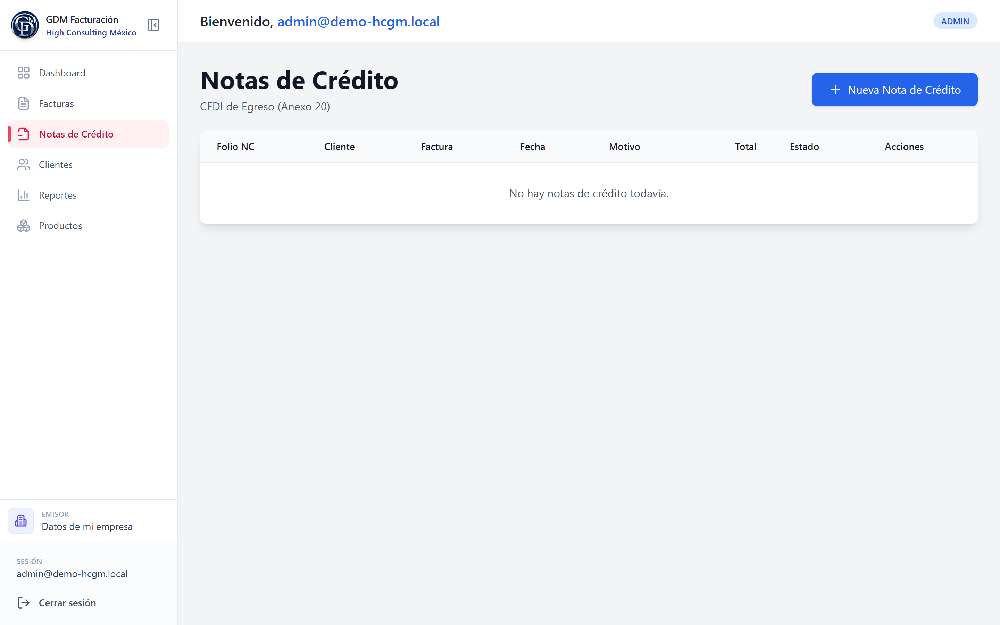 GDM Facturación
High Consulting México
Dashboard
Facturas
Notas de Crédito
Clientes
Reportes
Productos
EMISOR
Datos de mi empresa
SESIÓN
admin@demo-hcgm.local
Cerrar sesión
Bienvenido, admin@demo-hcgm.local
ADMIN
Notas de Crédito
CFDI de Egreso (Anexo 20)
+ Nueva Nota de Crédito
Folio NC Cliente Factura Fecha Motivo Total Estado Acciones
No hay notas de crédito todavía.